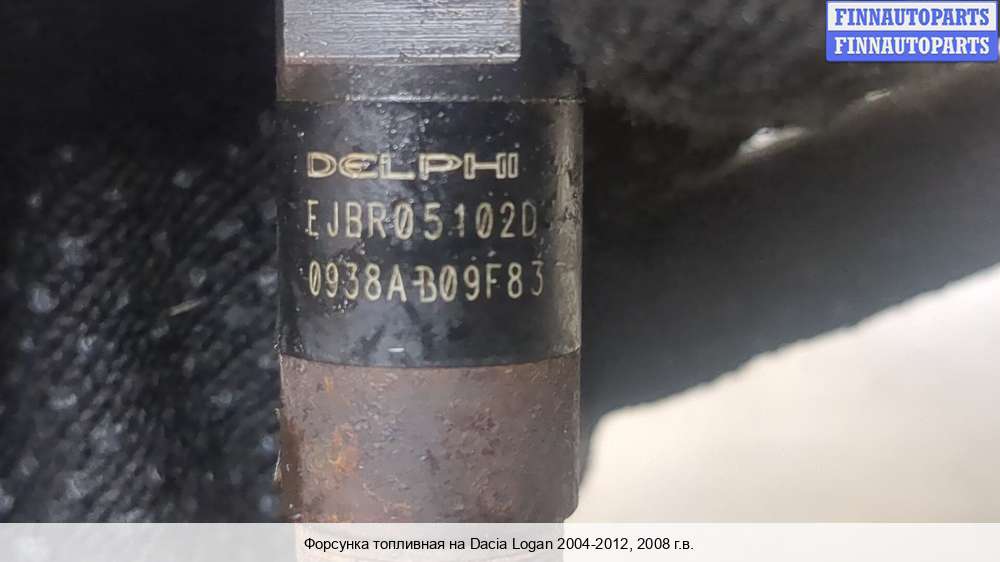 FINNAUTOPARTS
FINNAUTOPARTS
DELPHI
EJBR05102D
0938AB09F83
Форсунка топливная на Dacia Logan 2004-2012, 2008 г.в.